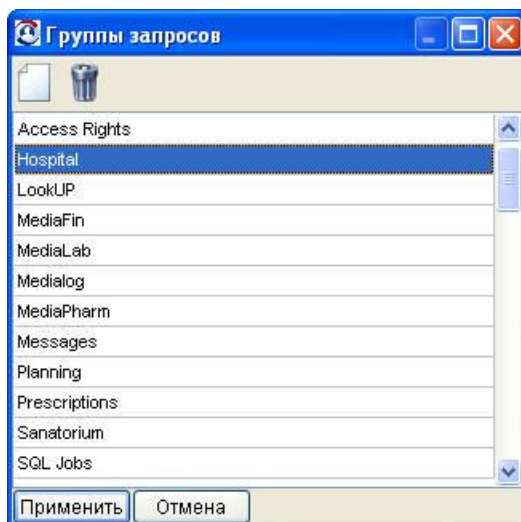 Группы запросов
Access Rights
Hospital
LookUP
MediaFin
MediaLab
Medialog
MediaPharm
Messages
Planning
Prescriptions
Sanatorium
SQL Jobs
Применить Отмена